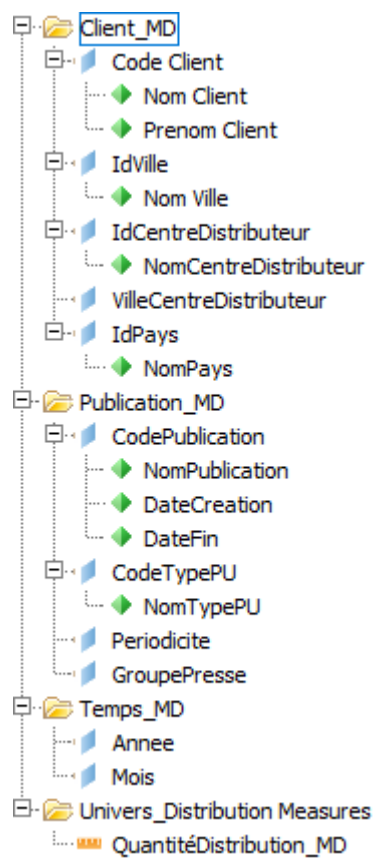 Client_MD
Code Client
Nom Client
Prenom Client
IdVille
Nom Ville
IdCentreDistributeur
NomCentreDistributeur
VilleCentreDistributeur
IdPays
NomPays
Publication_MD
CodePublication
NomPublication
DateCreation
DateFin
CodeTypePU
NomTypePU
Periodicite
GroupePresse
Temps_MD
Annee
Mois
Univers_Distribution Measures
QuantitéDistribution_MD